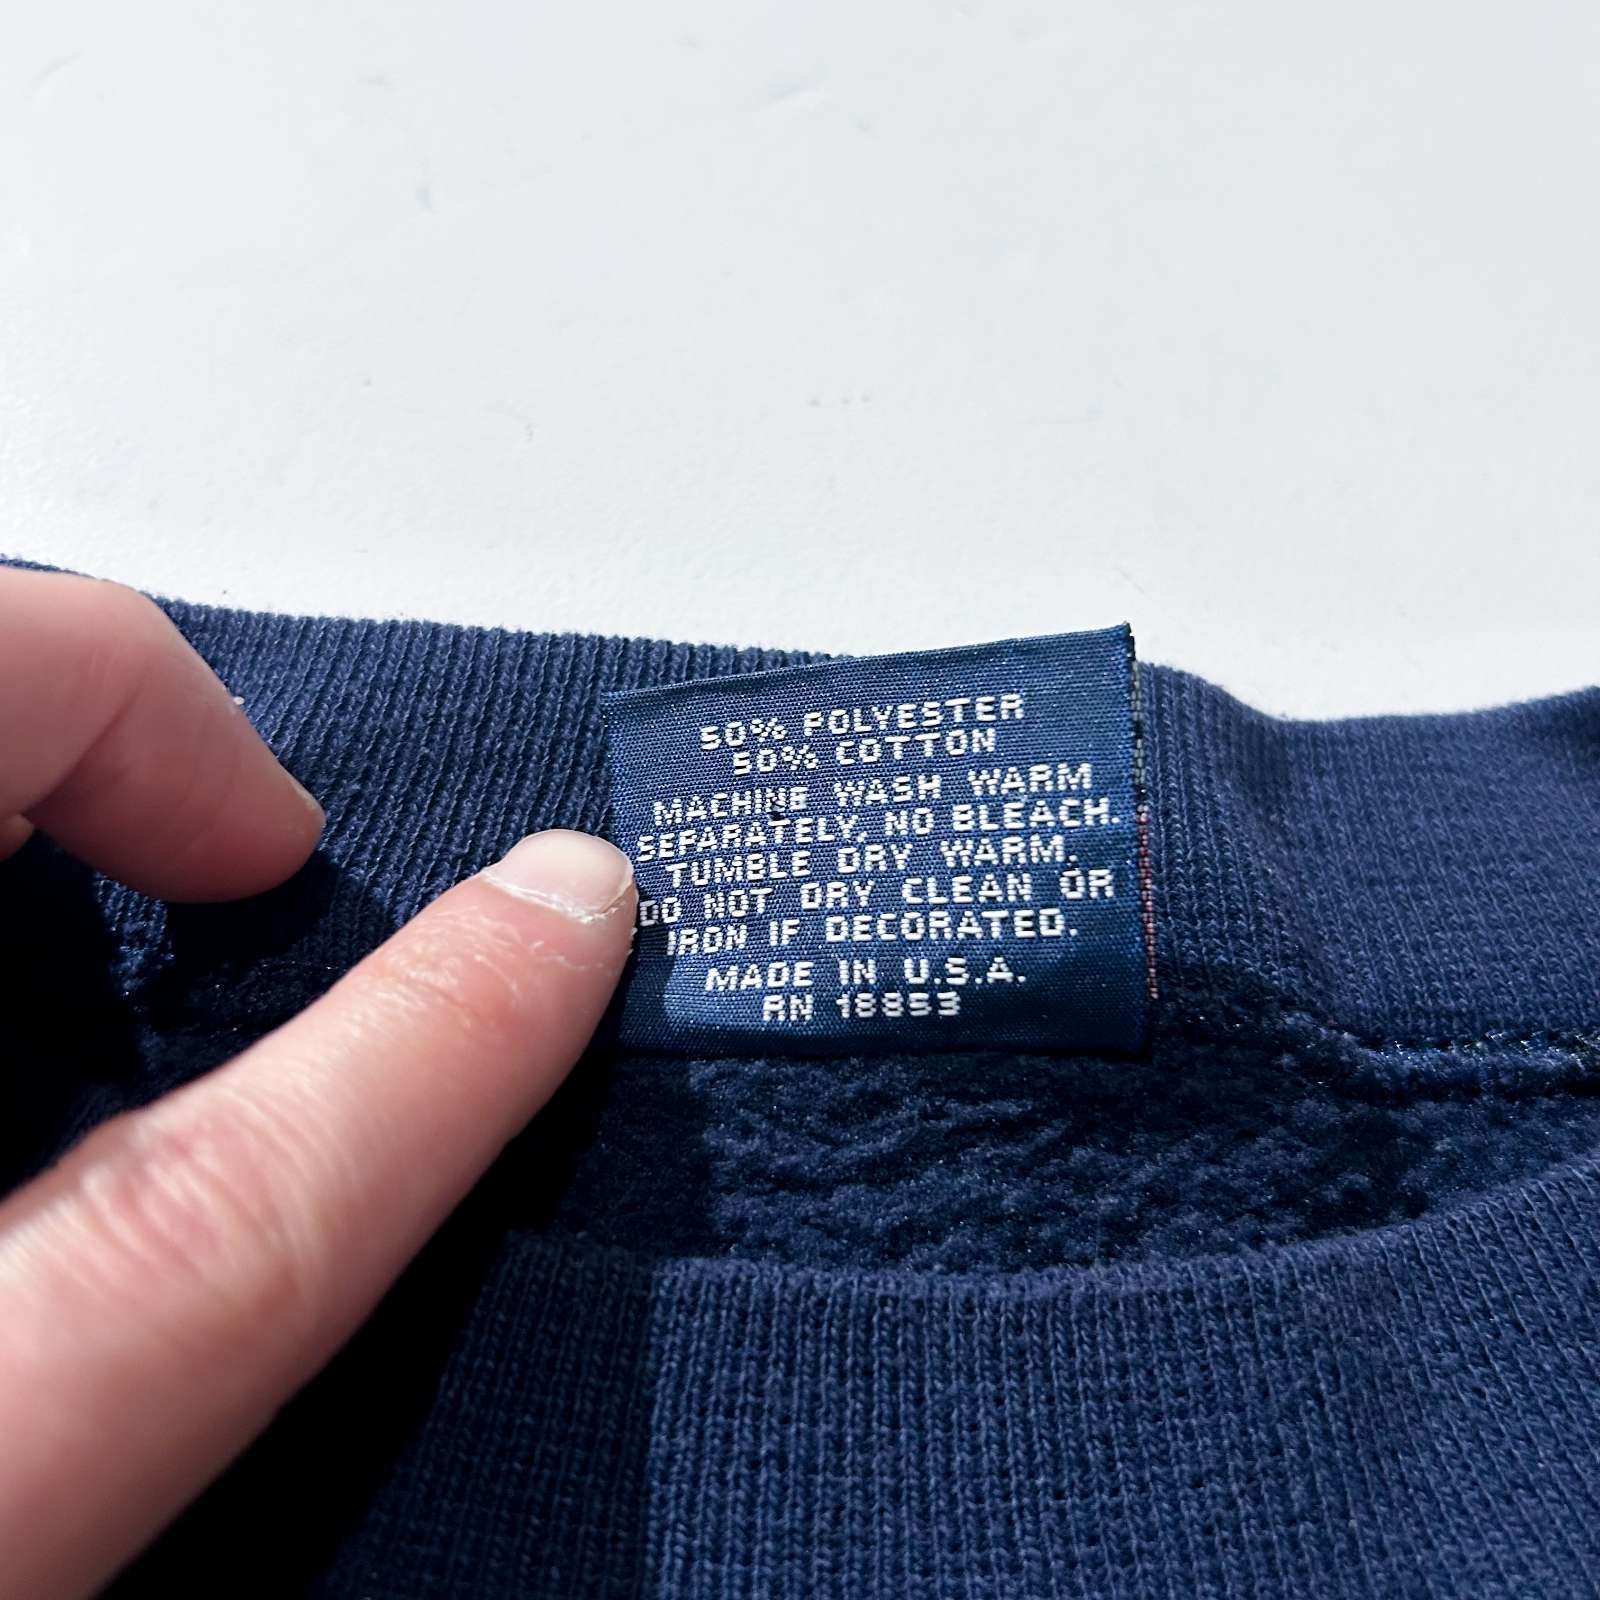 50% POLYESTER
50% COTTON
MACHINE WASH WARM
SEPARATELY, NO BLEACH.
TUMBLE DRY WARM.
DO NOT DRY CLEAN OR
IRON IF DECORATED.
MADE IN U.S.A.
RN 18853